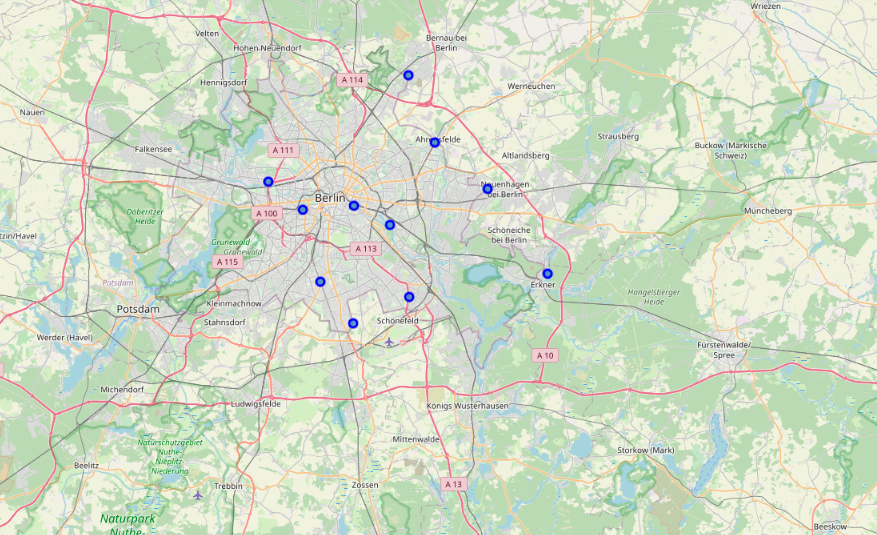 Wriezen
Velten
Bernau bei
Berlin
Hohen Neuendorf
A 114
Hennigsdorf
Werneuchen
Nauen
Strausberg
Falkensee
A 111
Altlandsberg
Buckow (Märkische
Schweiz)
bei Berlin
Berlin
Döberitzer
Heide
A 100
Müncheberg
Schöneiche
bei Berlin
Grunewald
Grunewald
A 113
A 115
Potsdam
Erkner
Hangelsberger
Heide
Kleinmachnow
Potsdam
Stahnsdorf
Schönefeld
Werder (Havel)
Fürstenwalde/
Spree
A 10
Michendorf
Ludwigsfelde
Königs Wusterhausen
Mittenwalde
Naturschutzgebiet
Nuthe-
Nieplitz
Niederung
Storkow (Mark)
Beelitz
Trebbin
Zossen
A 13
Naturpark
Nuthe-
Beeskow